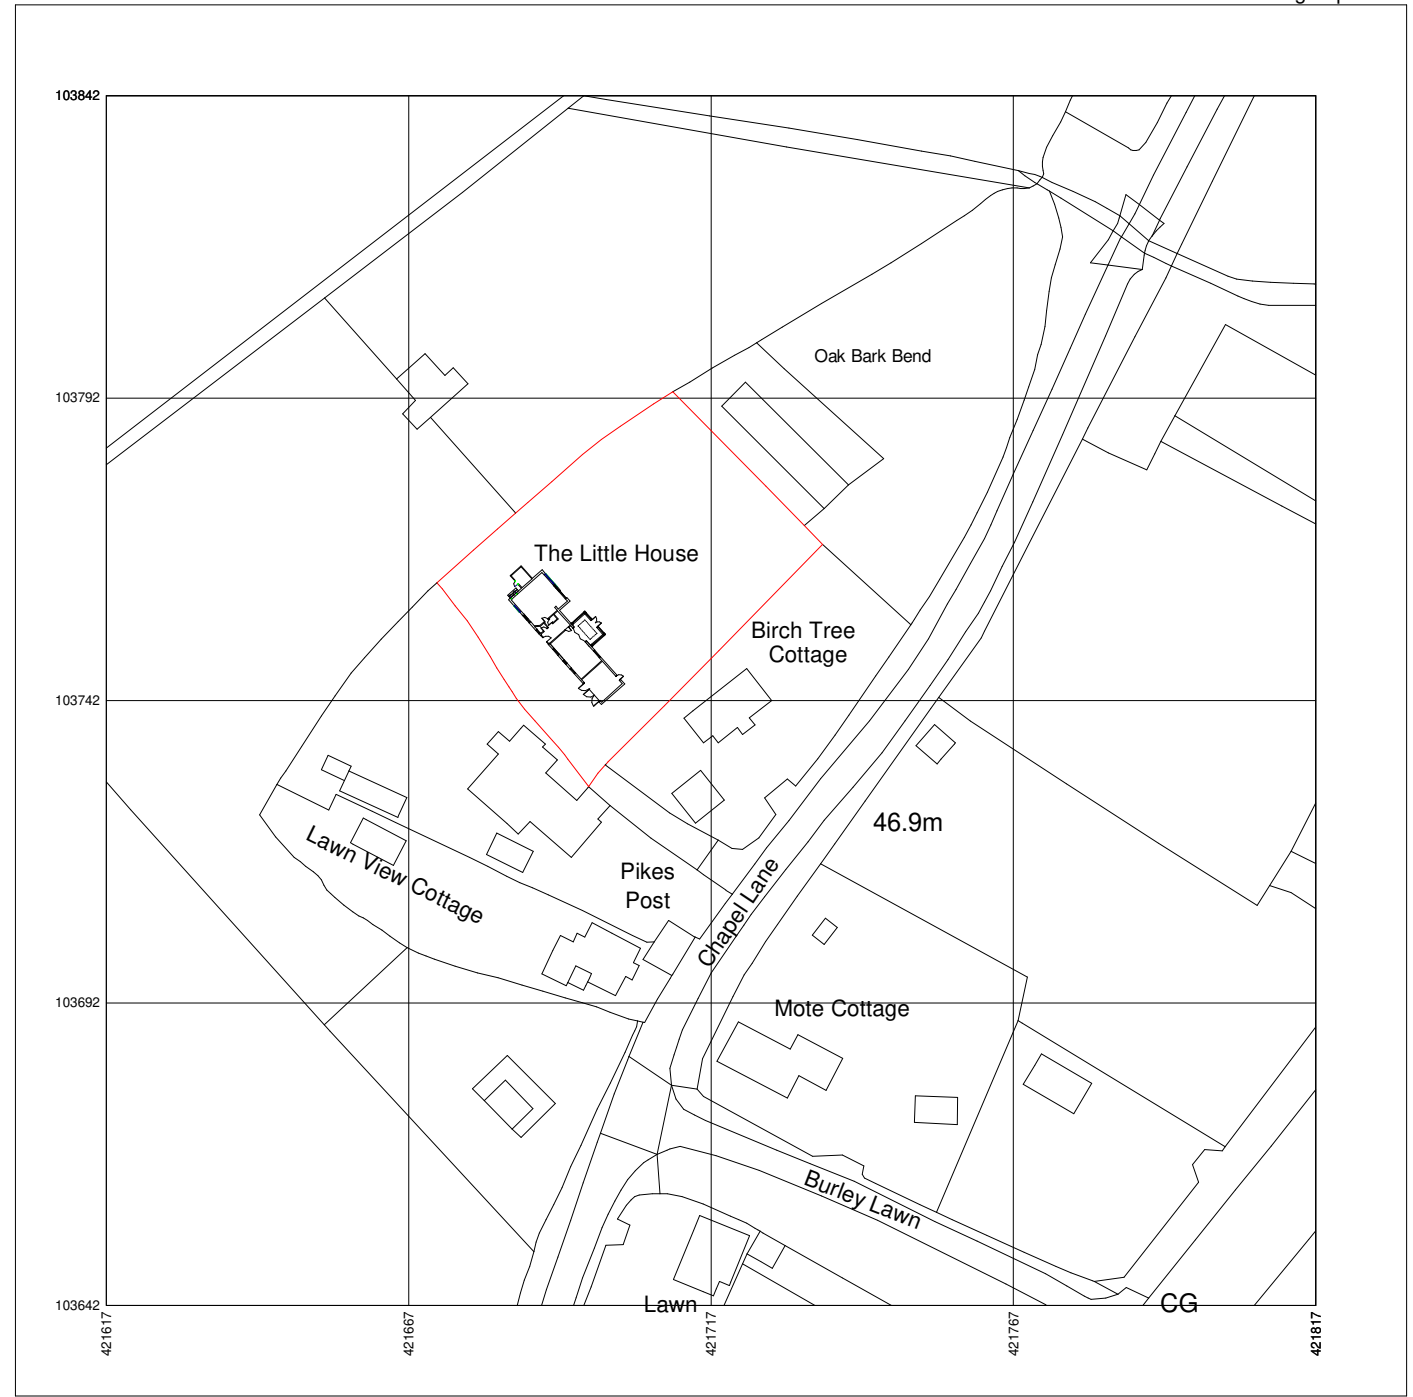 103842
Oak Bark Bend
103792
The Little House
Birch Tree
Cottage
103742
46.9m
Lawn View Cottage
Pikes
Post
Chapel Lane
103692
Mote Cottage
Burley Lawn
103642
Lawn
CG
421617
421667
421717
421767
421817